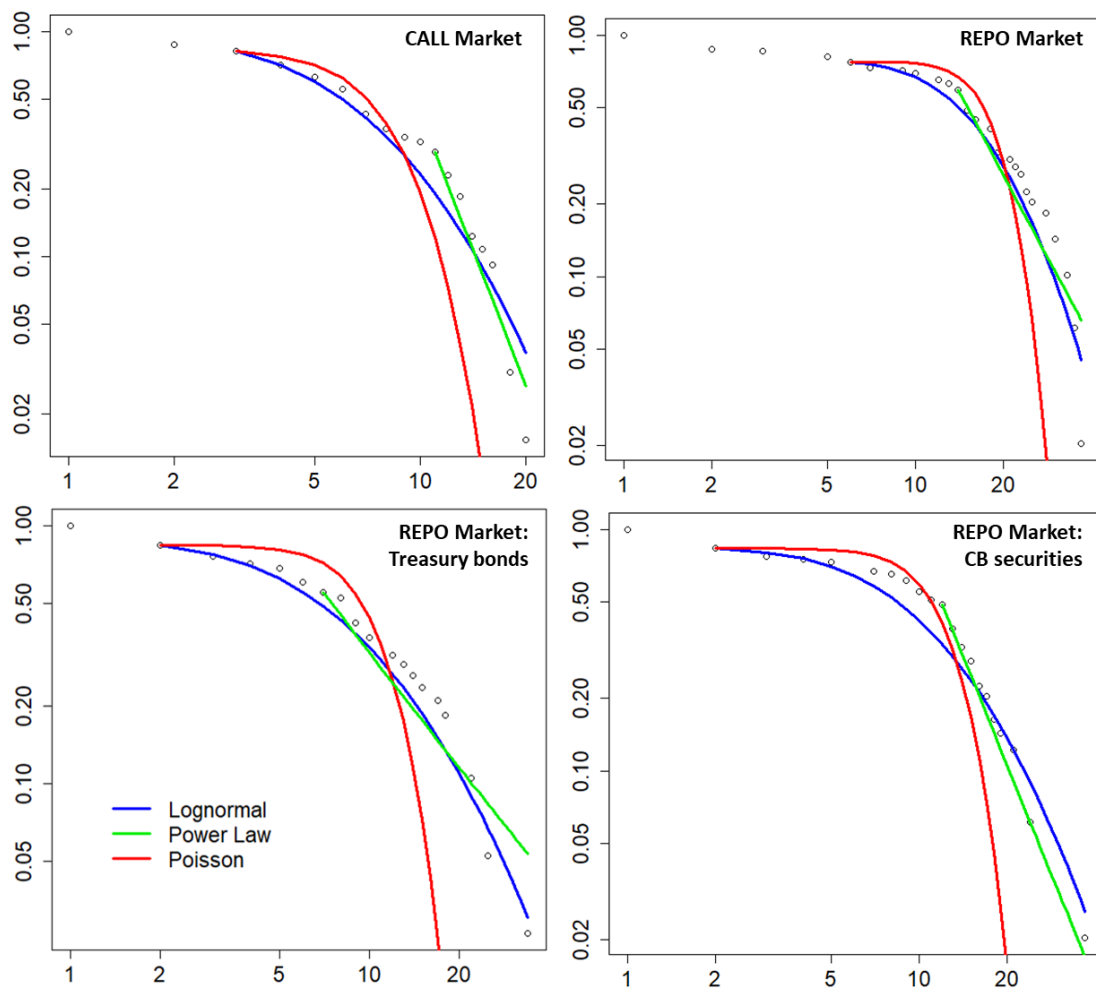 CALL Market
1.00
0.50
0.20
0.10
0.05
0.02
1 2 5 10 20
REPO Market
1.00
0.50
0.20
0.10
0.05
0.02
1 2 5 10 20
REPO Market:
Treasury bonds
1.00
0.50
0.20
0.10
0.05
Lognormal
Power Law
Poisson
1 2 5 10 20
REPO Market:
CB securities
1.00
0.50
0.20
0.10
0.05
0.02
1 2 5 10 20